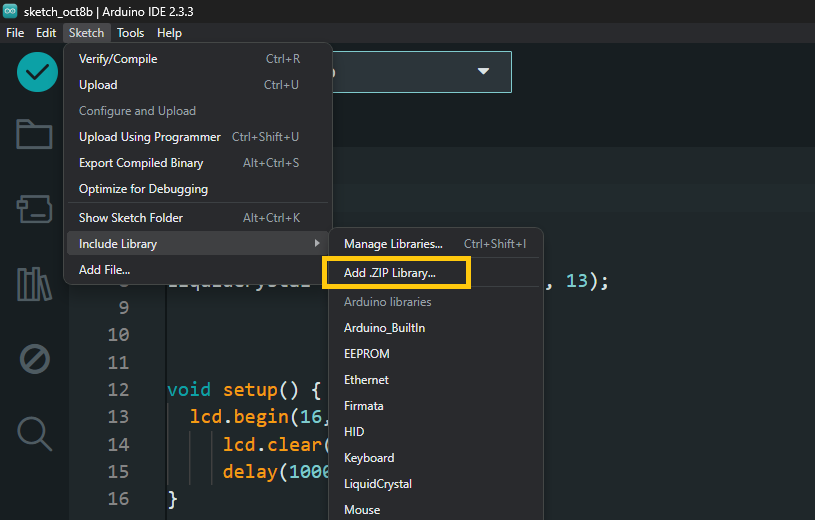 sketch_oct8b | Arduino IDE 2.3.3
File Edit Sketch Tools Help
Verify/Compile Ctrl+R
Upload Ctrl+U
Configure and Upload
Upload Using Programmer Ctrl+Shift+U
Export Compiled Binary Alt+Ctrl+S
Optimize for Debugging
Show Sketch Folder Alt+Ctrl+K
Include Library
Add File...
Manage Libraries... Ctrl+Shift+I
Add .ZIP Library...
Arduino libraries
Arduino_BuiltIn
EEPROM
Ethernet
Firmata
HID
Keyboard
LiquidCrystal
Mouse
, 13);
9
10
11
12 void setup() {
13 lcd.begin(16,
14 lcd.clear(
15 delay(1000
16 }